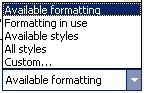 Available formatting
Formatting in use
Available styles
All styles
Custom...
Available formatting